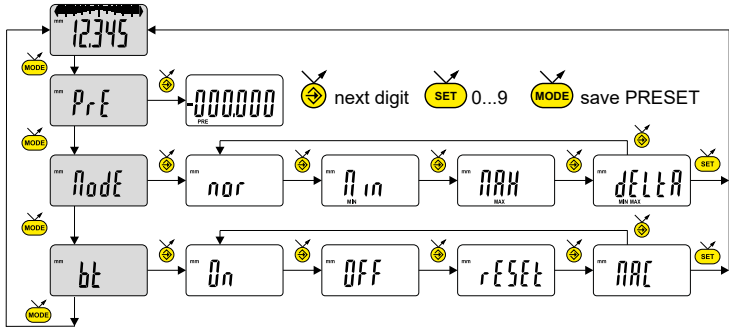 mm 12.345
MODE
mm PrE -000.000 PRE next digit SET 0...9 MODE save PRESET
MODE
mm ModE mm nor mm Min MIN mm MAX MAX mm dELtA MIN MAX SET
MODE
mm bt mm On mm OFF mm rESEt mm MAC SET
MODE